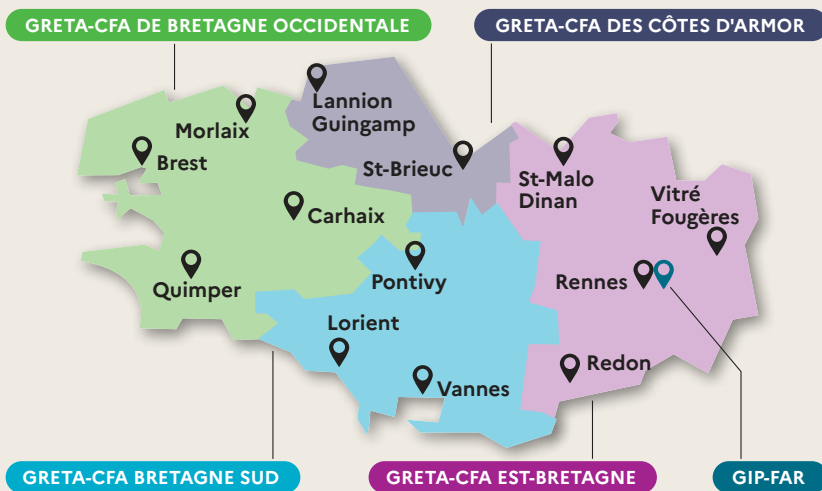 GRETA-CFA DE BRETAGNE OCCIDENTALE
GRETA-CFA DES CÔTES D'ARMOR
Lannion
Guingamp
Morlaix
Brest
St-Brieuc
St-Malo
Dinan
Vitré
Fougères
Carhaix
Pontivy
Rennes
Quimper
Lorient
Redon
Vannes
GRETA-CFA BRETAGNE SUD
GRETA-CFA EST-BRETAGNE
GIP-FAR